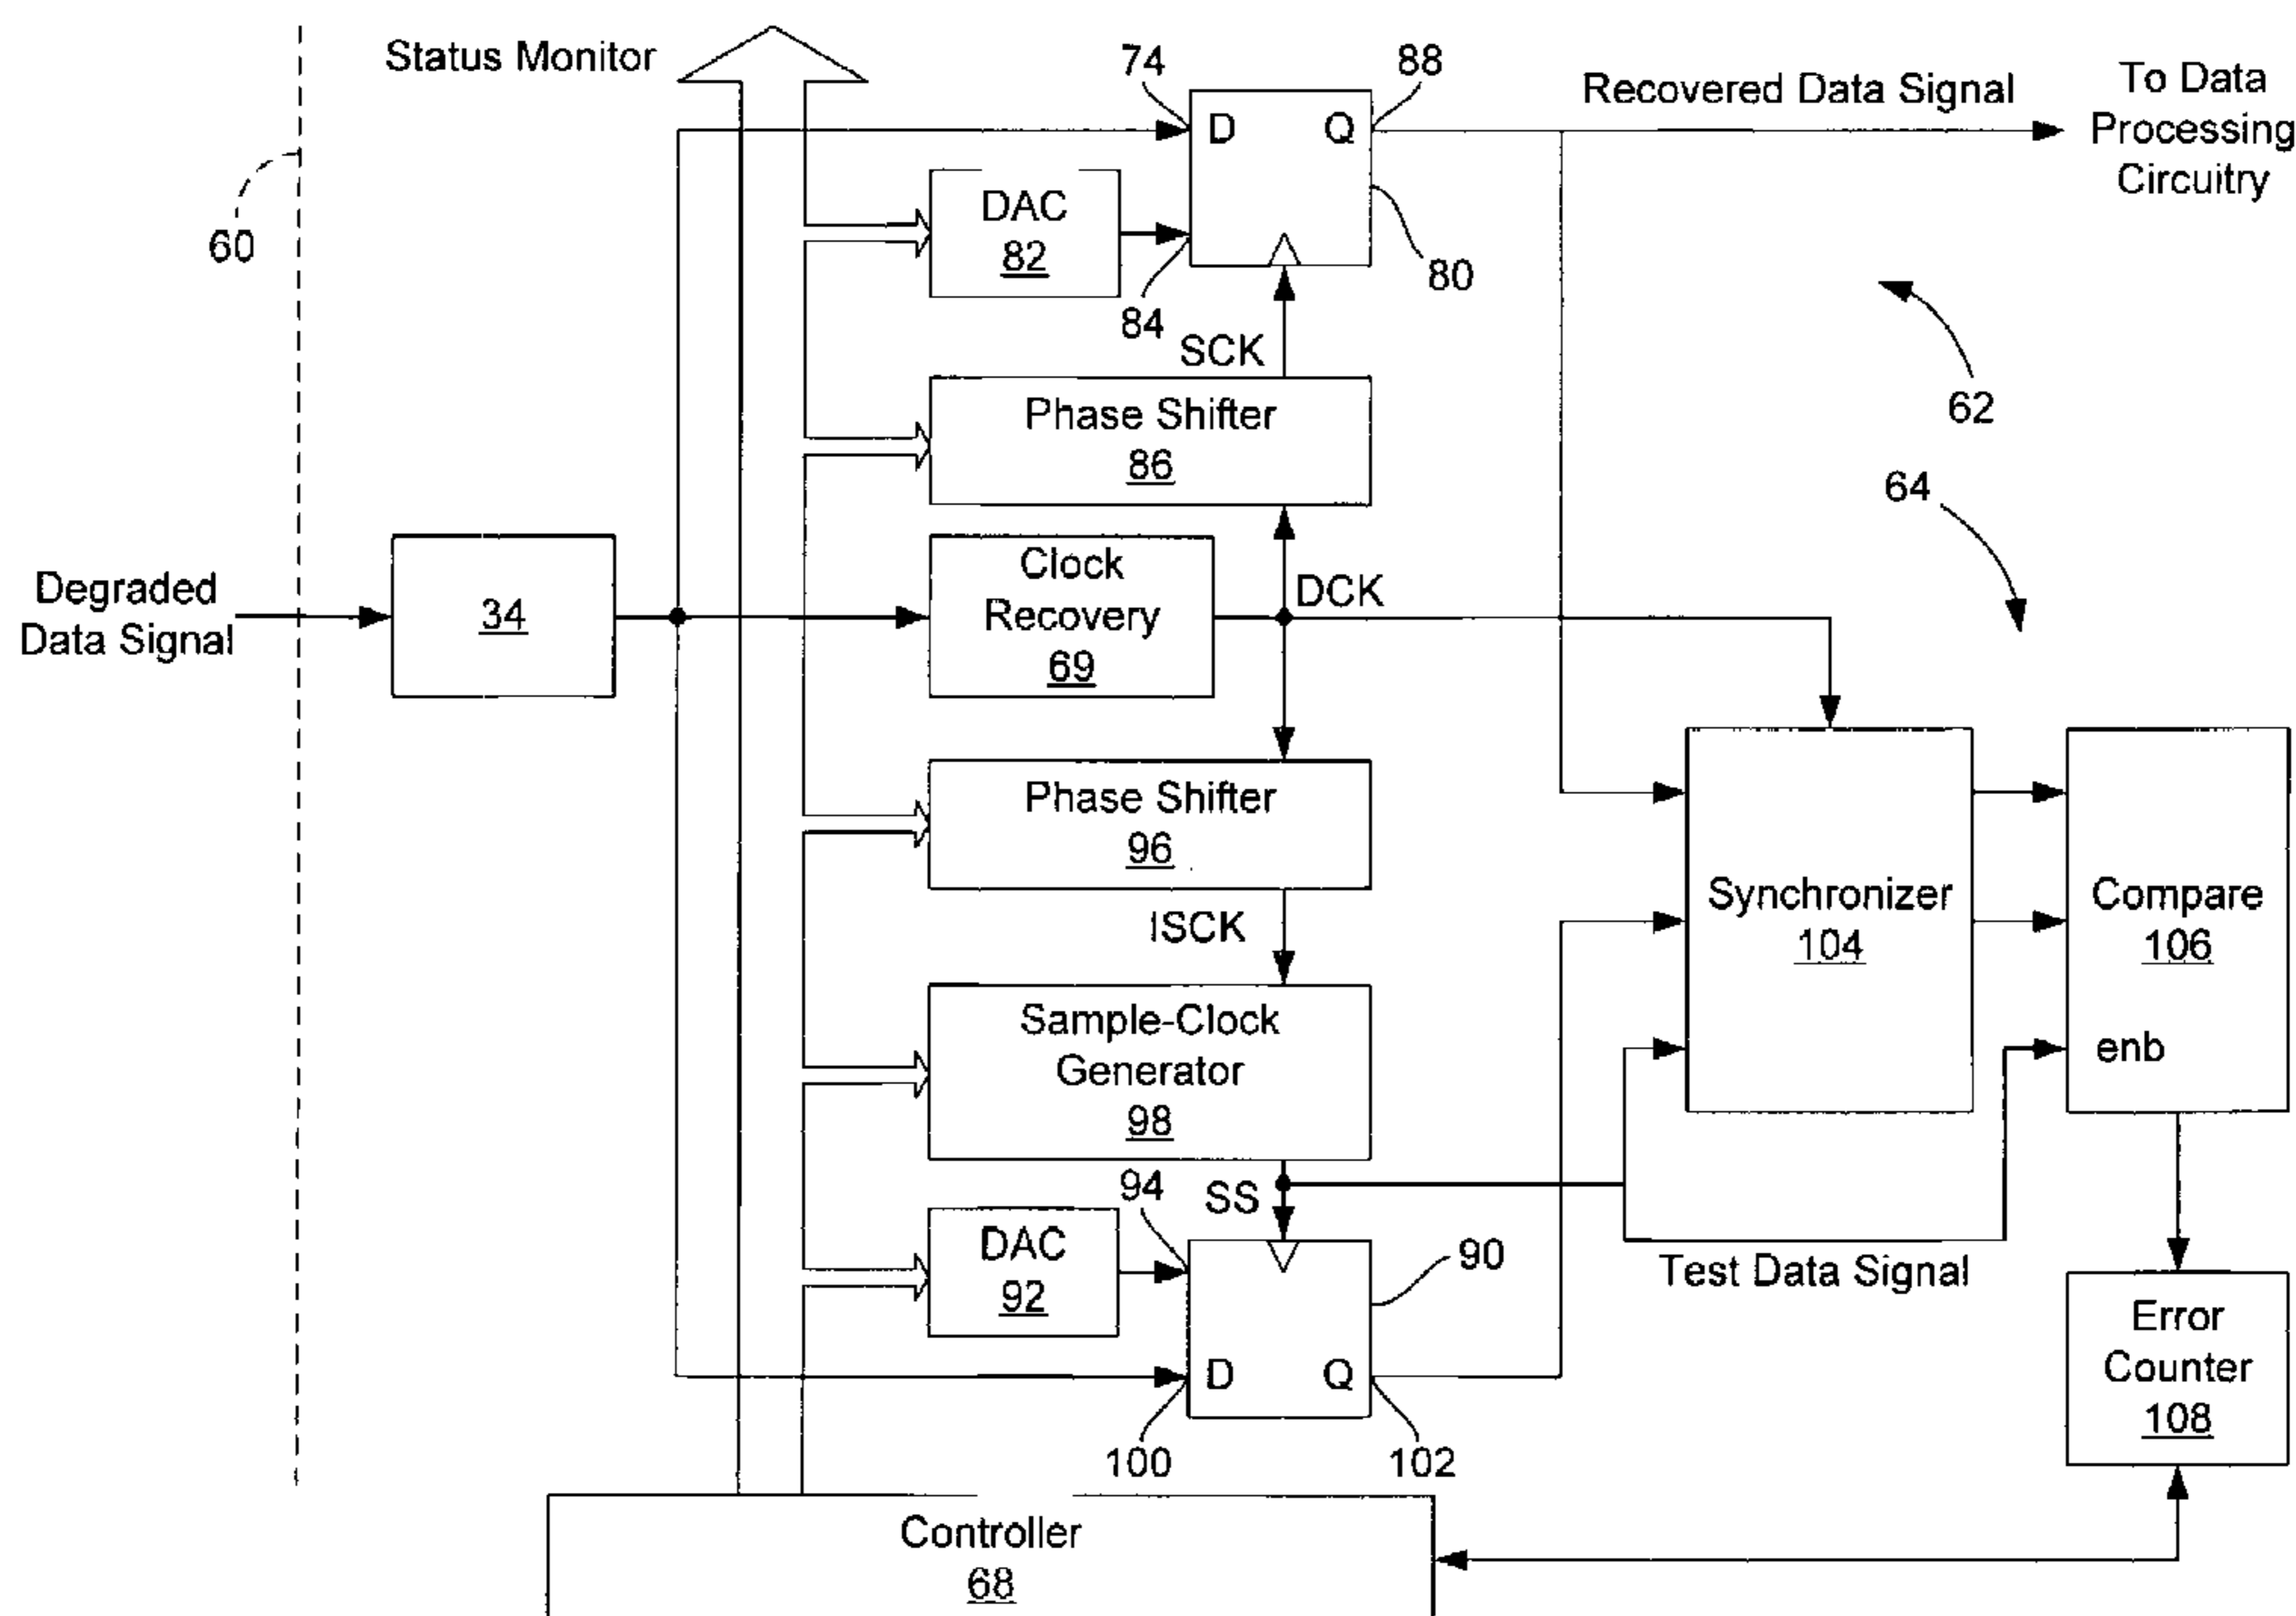 Status Monitor
74
88
Recovered Data Signal
To Data
Processing
Circuitry
D
Q
DAC
82
60
80
84
SCK
Phase Shifter
86
62
64
Clock
Recovery
69
DCK
Degraded
Data Signal
34
Phase Shifter
96
ISCK
Synchronizer
104
Compare
106
enb
Sample-Clock
Generator
98
94
SS
DAC
92
90
Test Data Signal
D
Q
100
102
Error
Counter
108
Controller
68